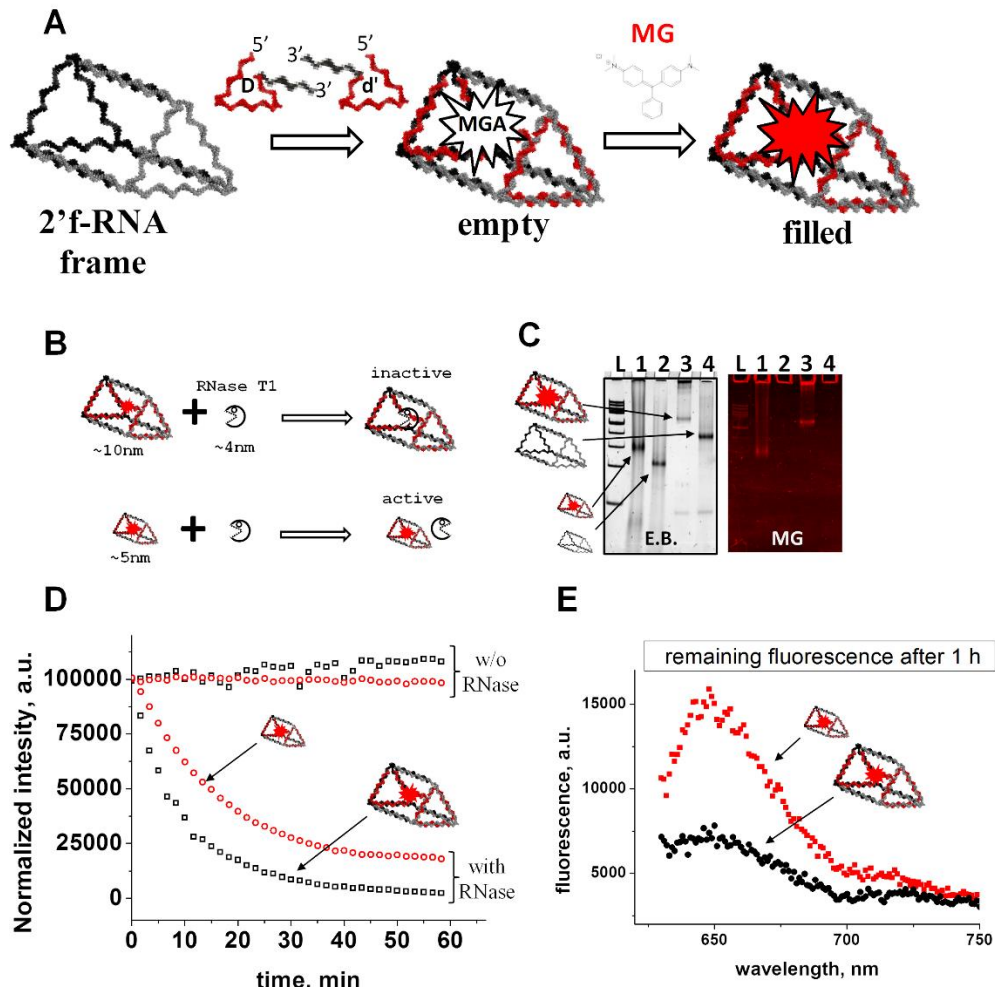 A
5’ 3’ 5’ MG
D 3’ d'
Cl
N
N
MGA
2’f-RNA
frame
empty
filled
B
RNase T1
inactive
~10nm
~4nm
active
~5nm
C
L 1 2 3 4
L 1 2 3 4
E.B.
MG
D
Normalized intesity, a.u.
100000
75000
50000
25000
0
w/o
RNase
with
RNase
0 10 20 30 40 50 60
time, min
E
remaining fluorescence after 1 h
fluorescence, a.u.
15000
10000
5000
650 700 750
wavelength, nm